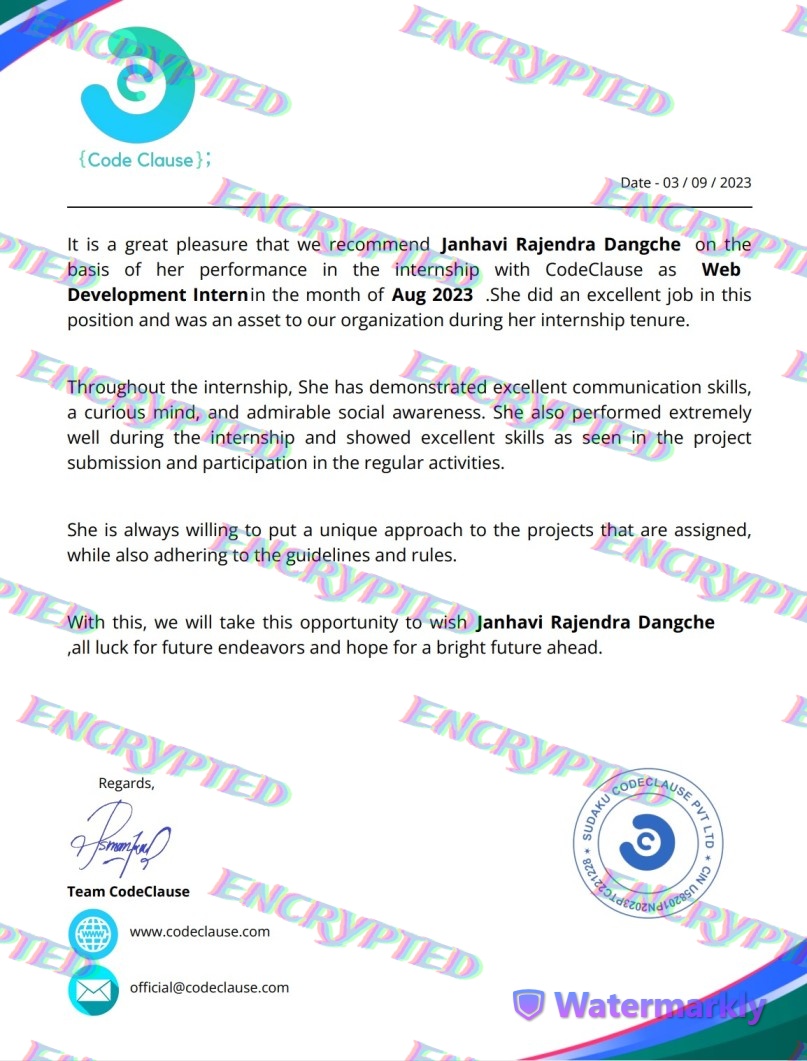 {Code Clause};
Date - 03 / 09 / 2023
It is a great pleasure that we recommend Janhavi Rajendra Dangche on the
basis of her performance in the internship with CodeClause as Web
Development Internin the month of Aug 2023 .She did an excellent job in this
position and was an asset to our organization during her internship tenure.
Throughout the internship, She has demonstrated excellent communication skills,
a curious mind, and admirable social awareness. She also performed extremely
well during the internship and showed excellent skills as seen in the project
submission and participation in the regular activities.
She is always willing to put a unique approach to the projects that are assigned,
while also adhering to the guidelines and rules.
With this, we will take this opportunity to wish Janhavi Rajendra Dangche
,all luck for future endeavors and hope for a bright future ahead.
Regards,
Team CodeClause
www.codeclause.com
official@codeclause.com
SUDAKU CODECLAUSE PVT LTD * CIN U58201PN2023PTC221228 *
Watermarkly
ENCRYPTED
ENCRYPTED
ENCRYPTED
ENCRYPTED
PTED
ENCRYPTED
ENCRYPTED
ENCRYPTED
ENCRYPTED
PTED
ENCRYPTED
ENCRYPTED
ENCRYPTED
ENCRYPTED
PTED